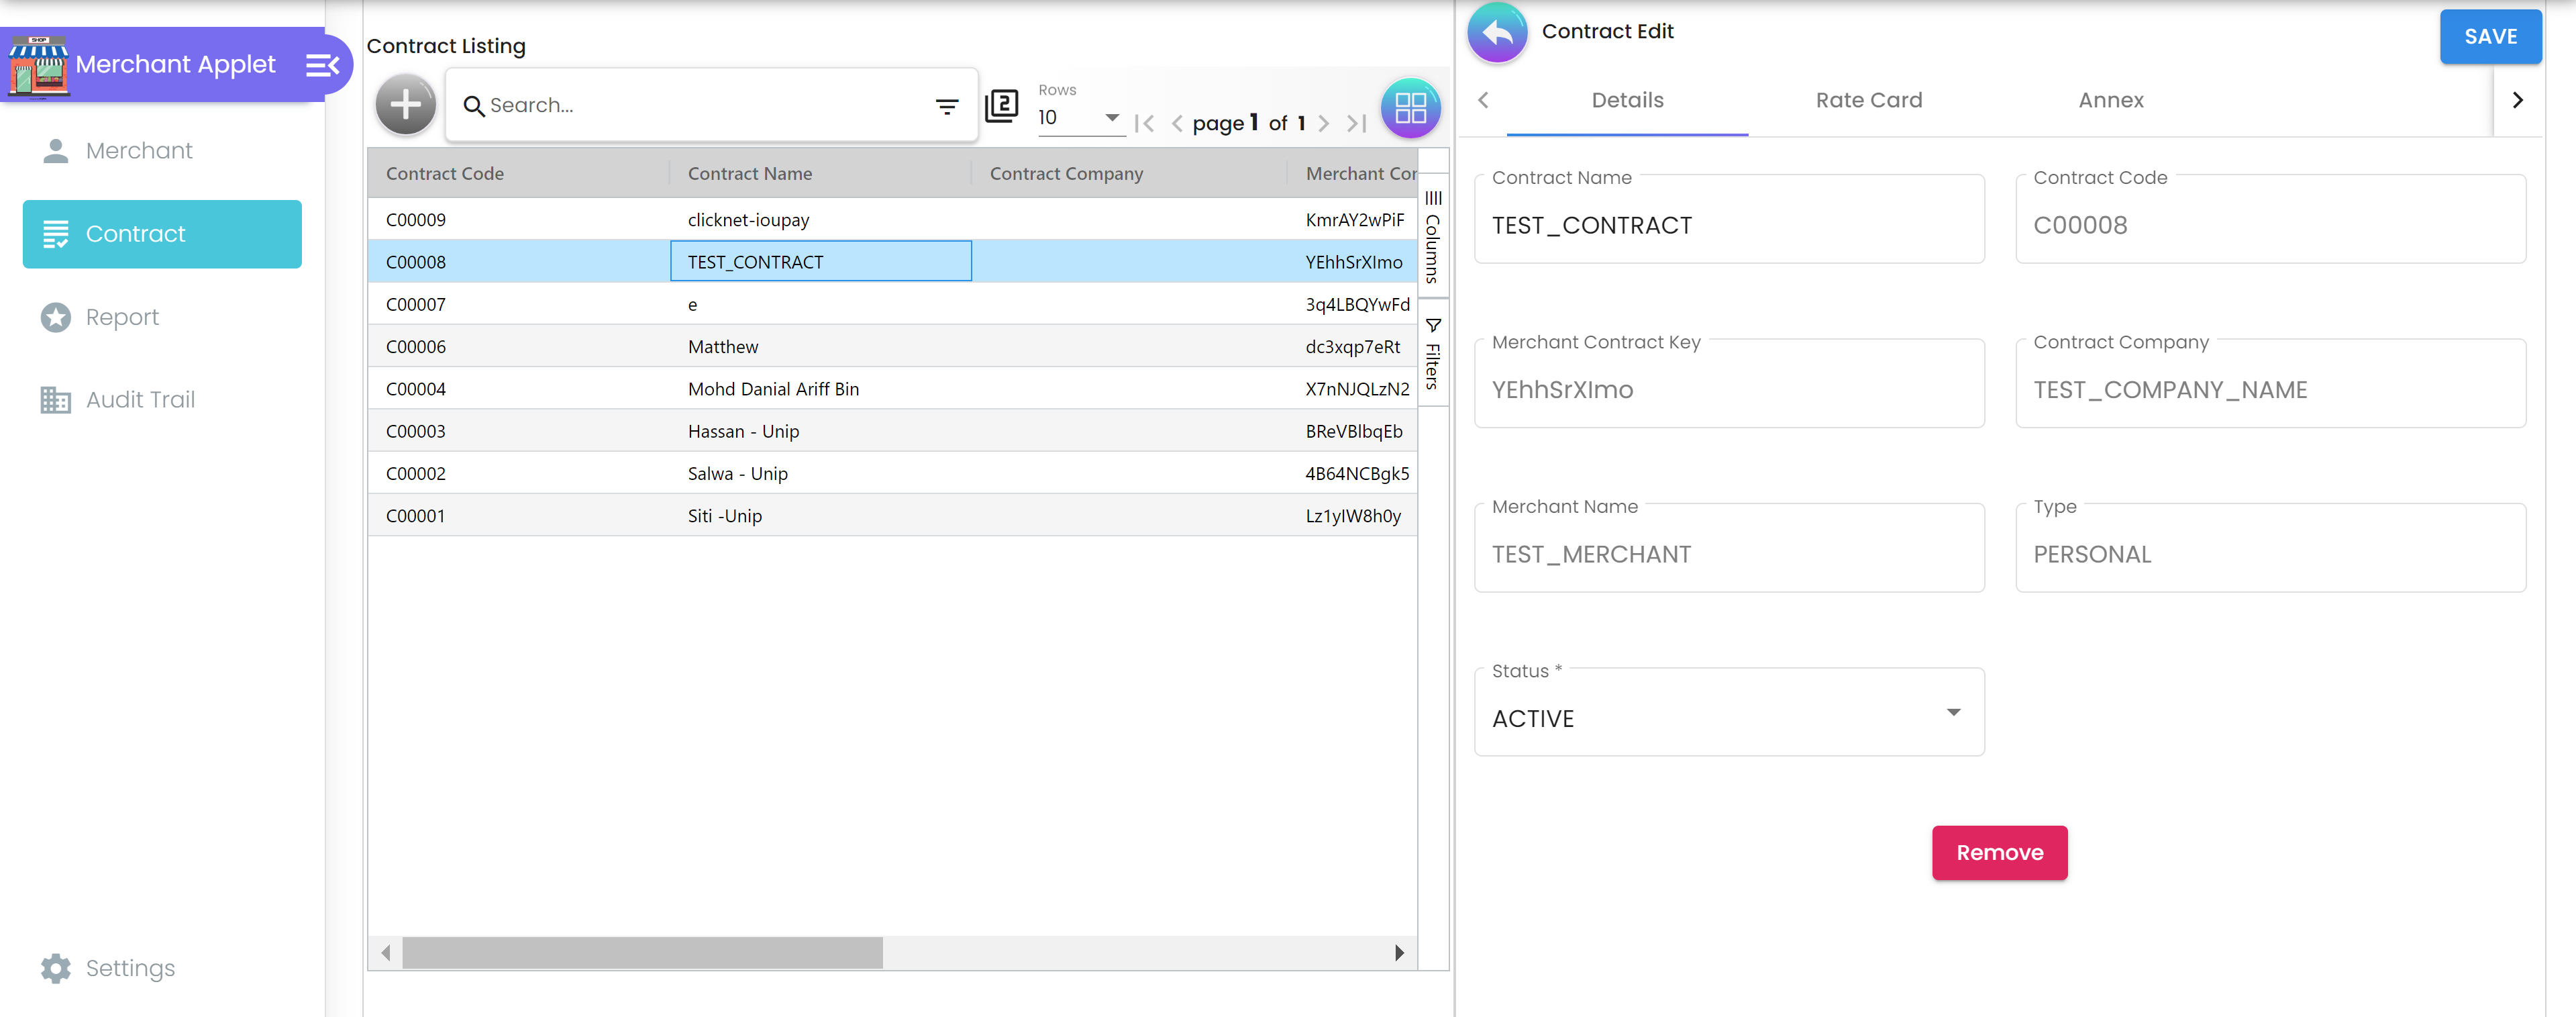 SHOP
Merchant Applet
Merchant
Contract
Report
Audit Trail
Settings
Contract Listing
Search...
2
Rows
10
page 1 of 1
Contract Code Contract Name Contract Company Merchant Cor
C00009 clicknet-ioupay KmrAY2wPiF
C00008 TEST_CONTRACT YEhhSrXImo
C00007 e 3q4LBQYwFd
C00006 Matthew dc3xqp7eRt
C00004 Mohd Danial Ariff Bin X7nNJQLzN2
C00003 Hassan - Unip BReVBlbqEb
C00002 Salwa - Unip 4B64NCBgk5
C00001 Siti -Unip Lz1yIW8h0y
Columns
Filters
Contract Edit
SAVE
Details Rate Card Annex
Contract Name
TEST_CONTRACT
Contract Code
C00008
Merchant Contract Key
YEhhSrXImo
Contract Company
TEST_COMPANY_NAME
Merchant Name
TEST_MERCHANT
Type
PERSONAL
Status *
ACTIVE
Remove